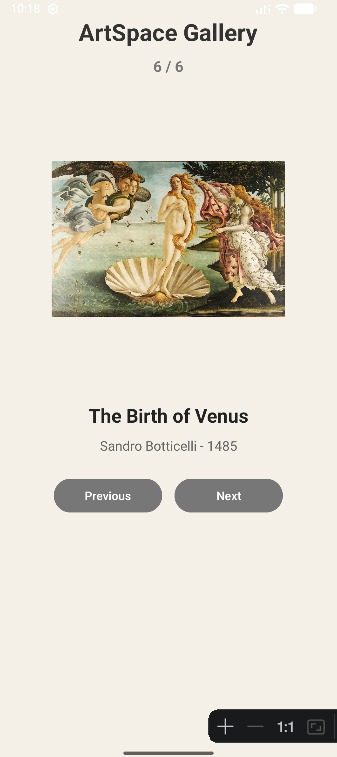 10:18
ArtSpace Gallery
6 / 6
The Birth of Venus
Sandro Botticelli - 1485
Previous Next
1:1